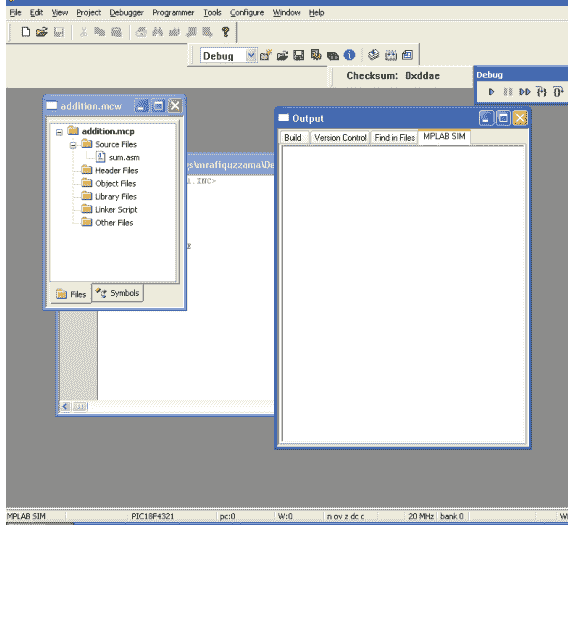 File Edit View Project Debugger Programmer Tools Configure Window Help
Debug
Checksum: 0xddae
Debug
addition.mcw
Output
addition.mcp
Source Files
sum.asm
Header Files
Object Files
Library Files
Linker Script
Other Files
Files Symbols
Build Version Control Find in Files MPLAB SIM
MPLAB SIM PIC18F4321 pc:0 W:0 n ov z dc c 20 MHz bank 0